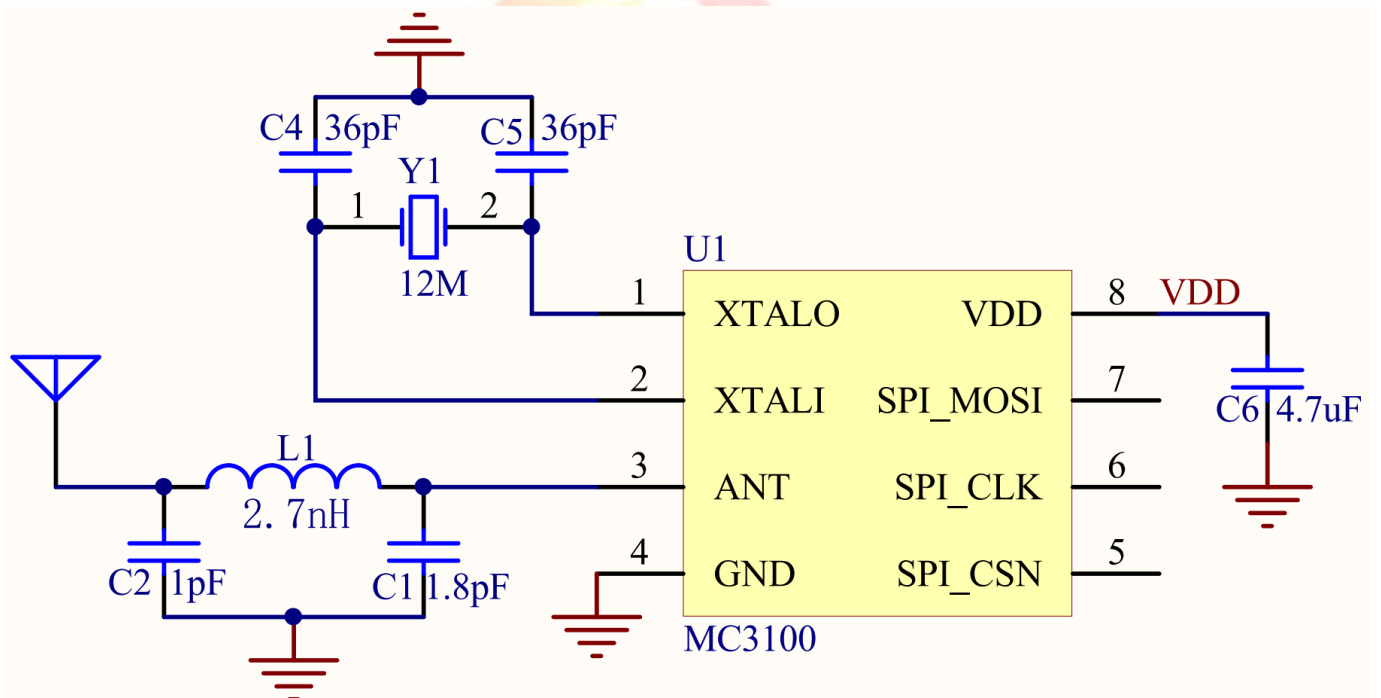 C4 36pF
C5 36pF
Y1
1 2
12M
U1
1 XTALO VDD 8 VDD
2 XTALI SPI_MOSI 7
C6 4.7uF
L1
2.7nH
3 ANT SPI_CLK 6
4 GND SPI_CSN 5
C2 1pF
C1 1.8pF
MC3100